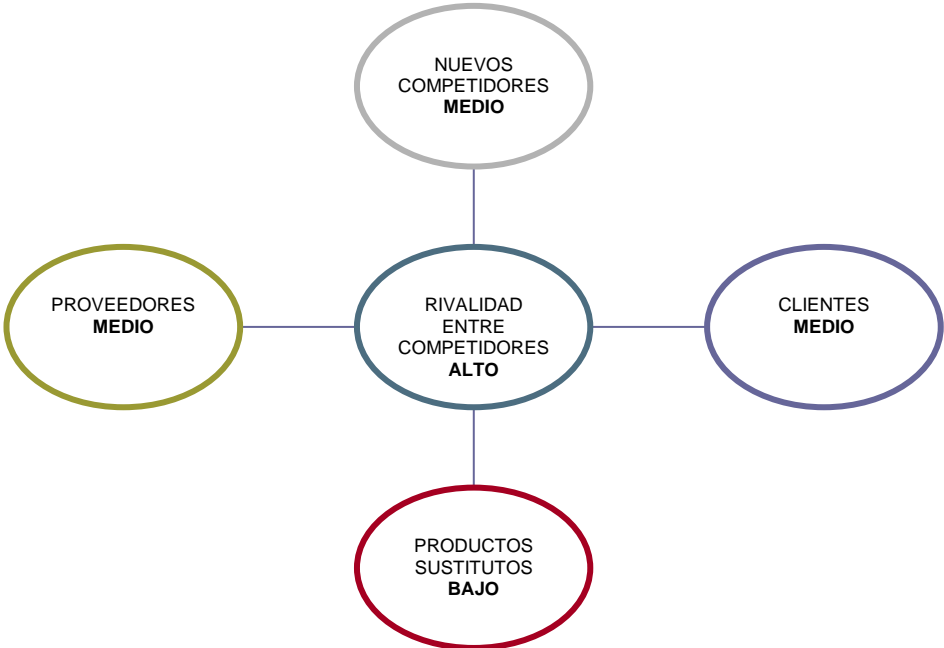 NUEVOS
COMPETIDORES
MEDIO
PROVEEDORES
MEDIO
RIVALIDAD
ENTRE
COMPETIDORES
ALTO
CLIENTES
MEDIO
PRODUCTOS
SUSTITUTOS
BAJO